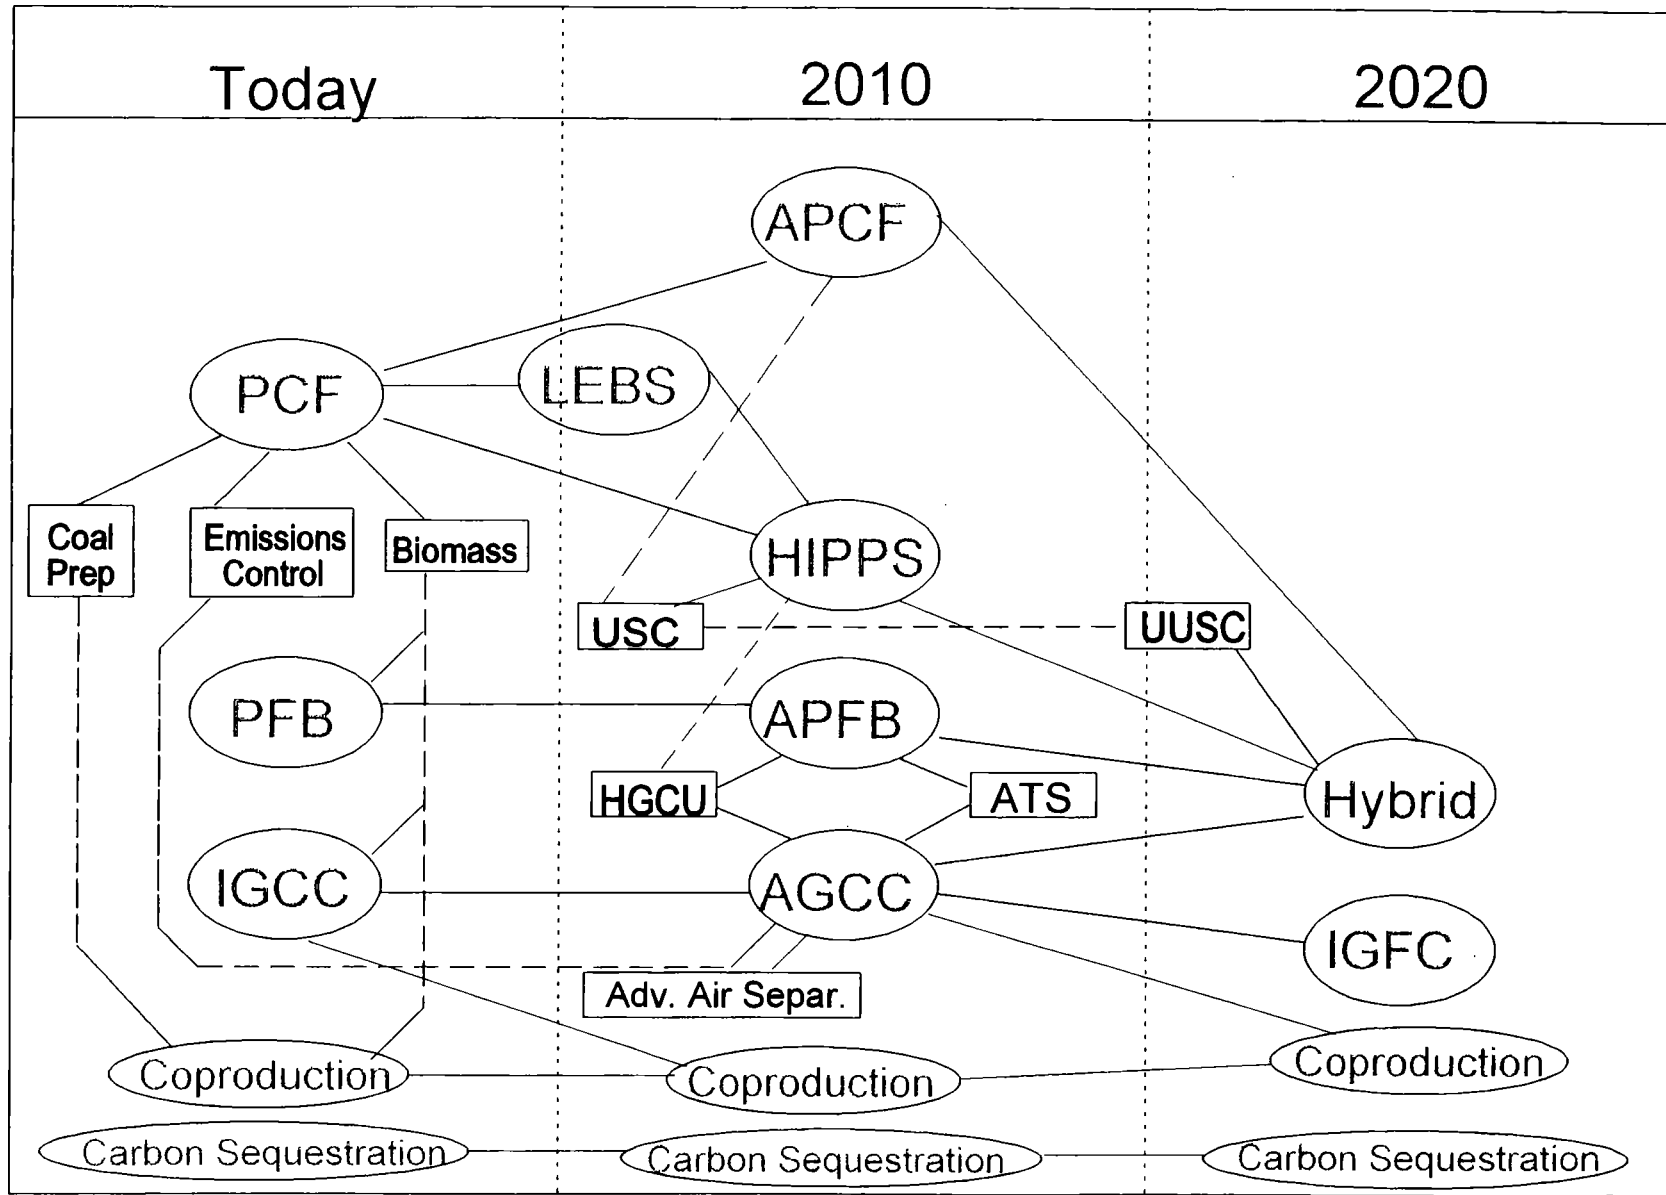 Today
2010
2020
APCF
PCF
LEBS
Coal
Prep
Emissions
Control
Biomass
HIPPS
USC
UUSC
PFB
APFB
HGCU
ATS
Hybrid
IGCC
AGCC
IGFC
Adv. Air Separ.
Coproduction
Coproduction
Coproduction
Carbon Sequestration
Carbon Sequestration
Carbon Sequestration